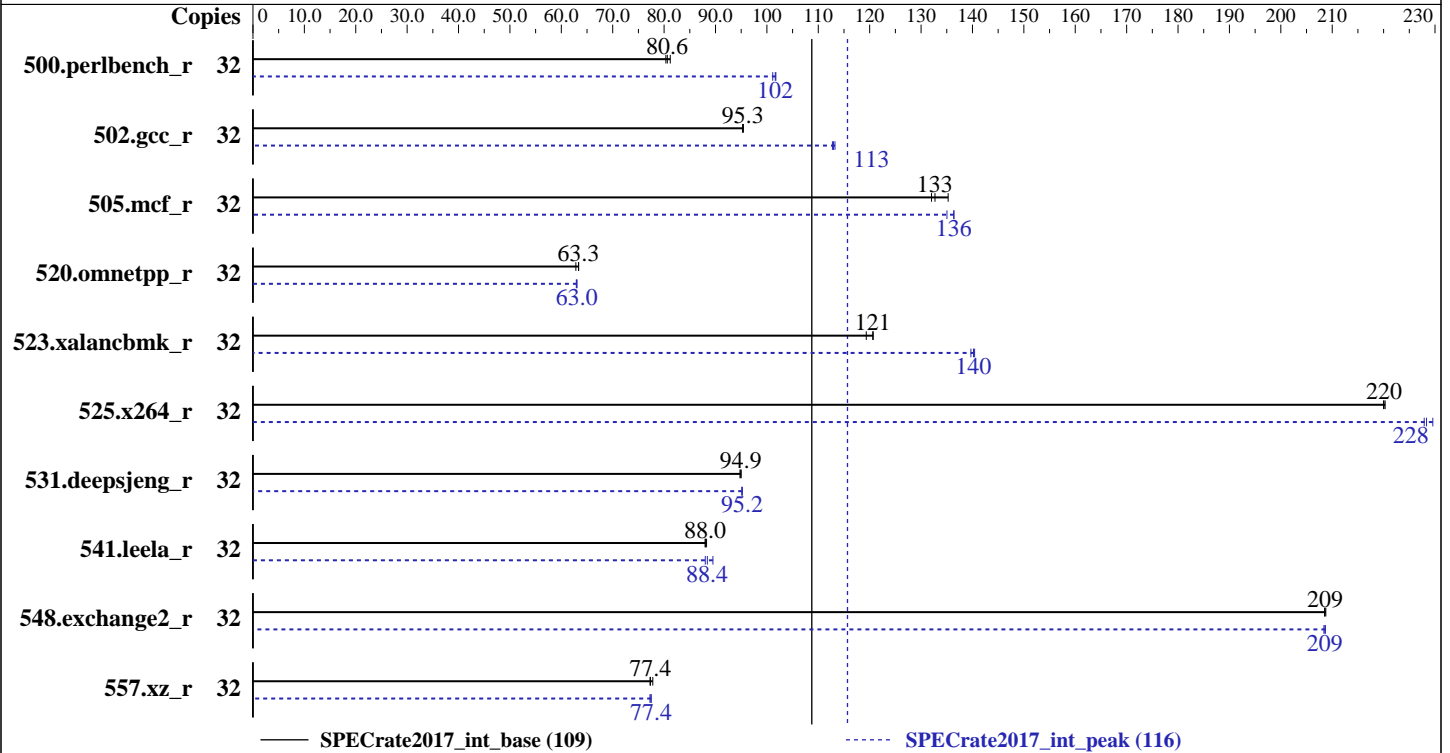 Copies 0 10.0 20.0 30.0 40.0 50.0 60.0 70.0 80.0 90.0 100 110 120 130 140 150 160 170 180 190 200 210 230
80.6
500.perlbench_r 32
102
95.3
502.gcc_r 32
113
133
505.mcf_r 32
136
63.3
520.omnetpp_r 32
63.0
121
523.xalancbmk_r 32
140
220
525.x264_r 32
228
94.9
531.deepsjeng_r 32
95.2
88.0
541.leela_r 32
88.4
209
548.exchange2_r 32
209
77.4
557.xz_r 32
77.4
SPECrate2017_int_base (109) SPECrate2017_int_peak (116)